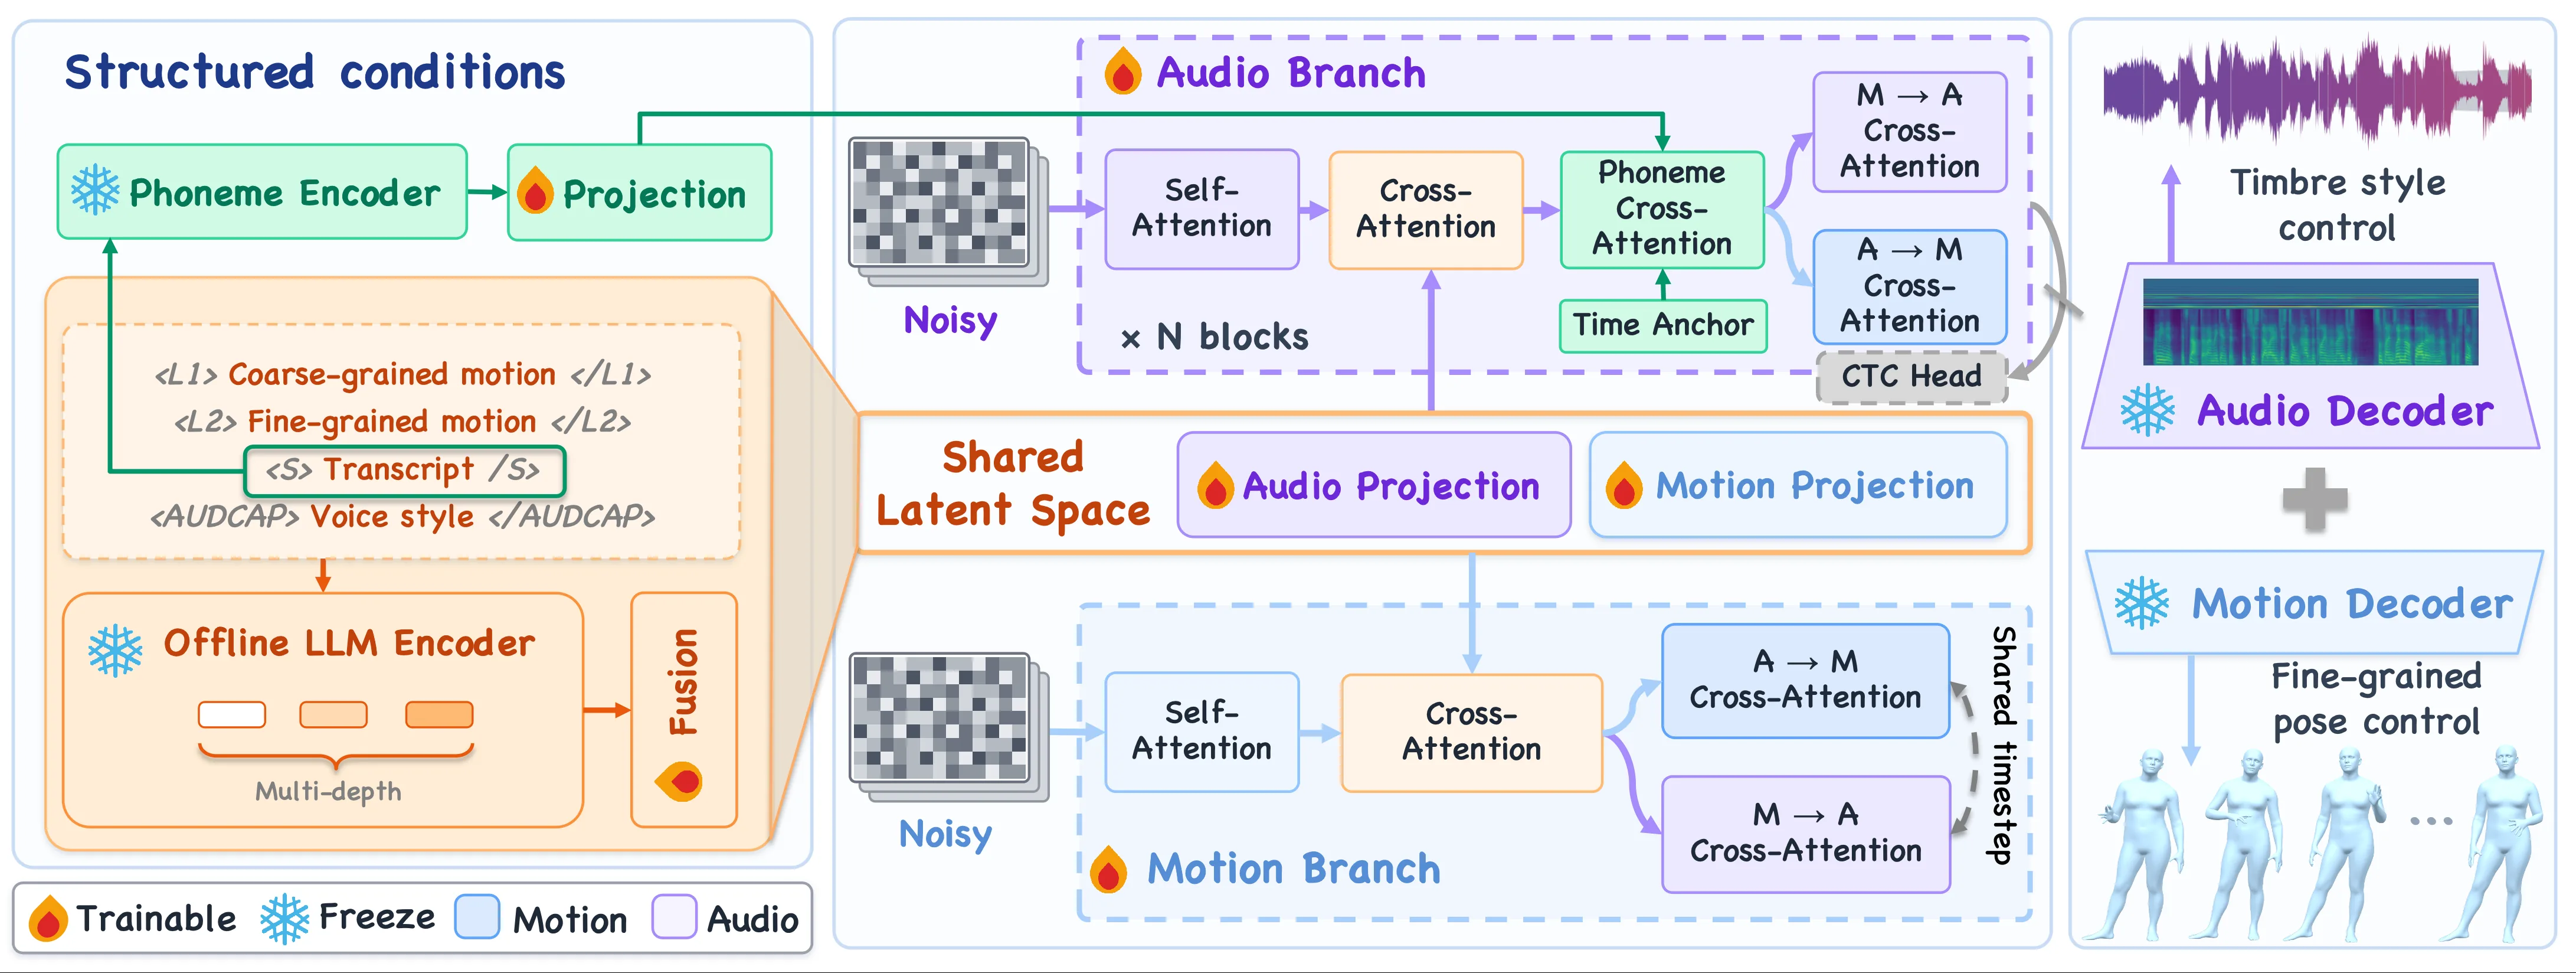 Structured conditions
Phoneme Encoder
Projection
<L1> Coarse-grained motion </L1>
<L2> Fine-grained motion </L2>
<S> Transcript /S>
<AUDCAP> Voice style </AUDCAP>
Offline LLM Encoder
Multi-depth
Fusion
Trainable
Freeze
Motion
Audio
Audio Branch
Noisy
Self-
Attention
Cross-
Attention
Phoneme
Cross-
Attention
Time Anchor
M → A
Cross-
Attention
A → M
Cross-
Attention
× N blocks
CTC Head
Shared
Latent Space
Audio Projection
Motion Projection
Noisy
Self-
Attention
Cross-
Attention
A → M
Cross-Attention
M → A
Cross-Attention
Shared timestep
Motion Branch
Timbre style
control
Audio Decoder
Motion Decoder
Fine-grained
pose control